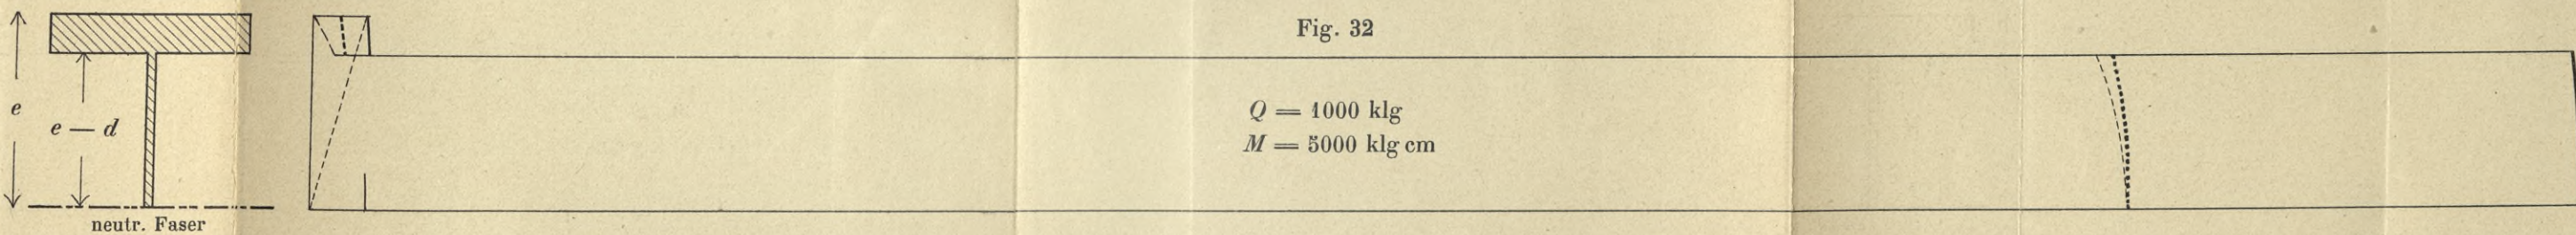 Fig. 32
e
e — d
Q = 1000 klg
M = 5000 klg cm
neutr. Faser